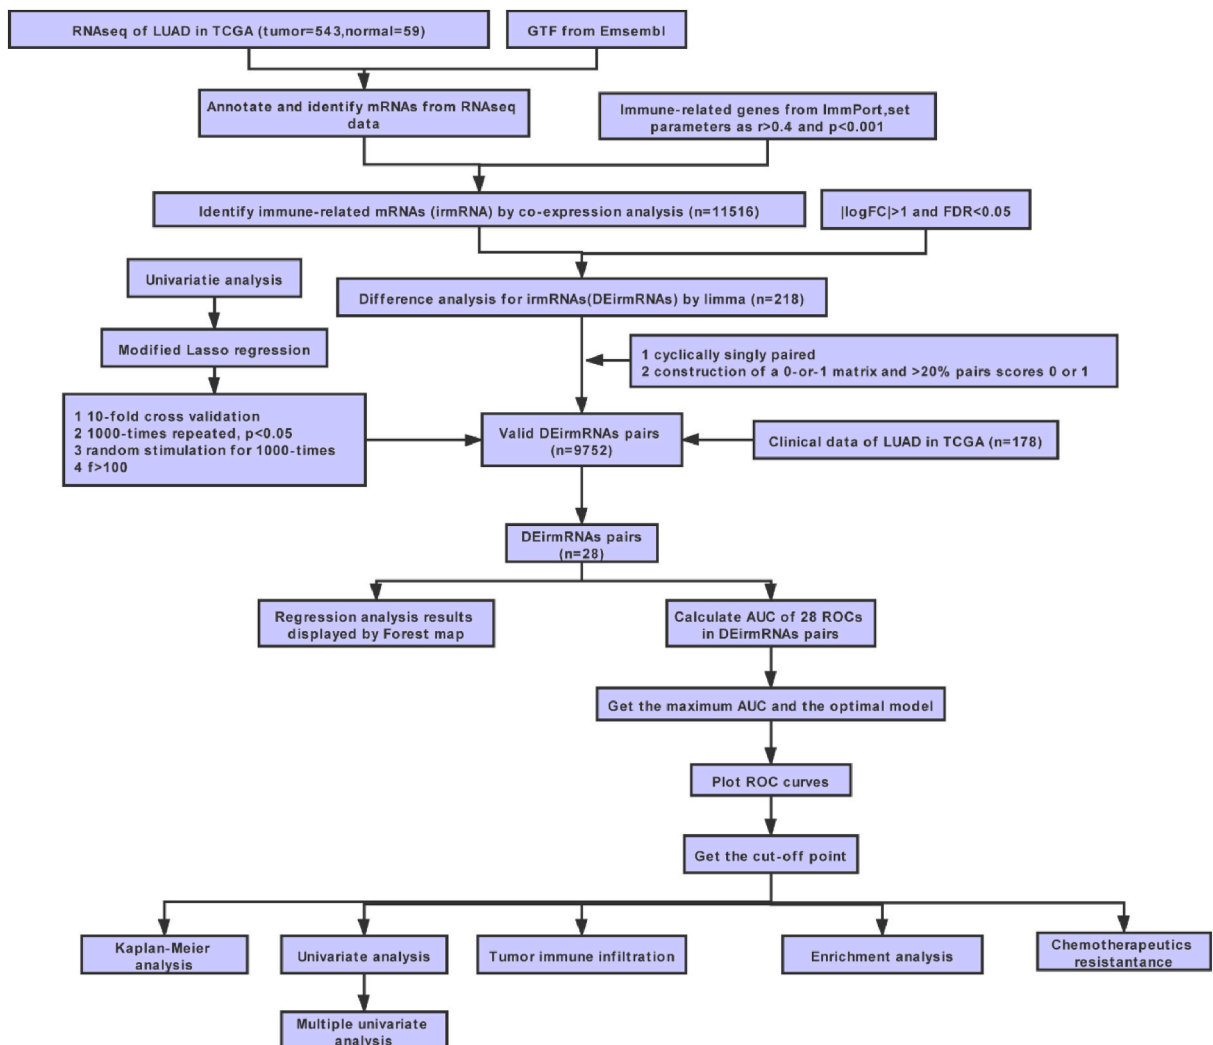 RNAseq of LUAD in TCGA (tumor=543,normal=59)
GTF from Emsembl
Annotate and identify mRNAs from RNAseq
data
Immune-related genes from ImmPort,set
parameters as r>0.4 and p<0.001
Identify immune-related mRNAs (irmRNA) by co-expression analysis (n=11516)
|logFC|>1 and FDR<0.05
Univariatie analysis
Difference analysis for irmRNAs(DEirmRNAs) by limma (n=218)
Modified Lasso regression
1 cyclically singly paired
2 construction of a 0-or-1 matrix and >20% pairs scores 0 or 1
1 10-fold cross validation
2 1000-times repeated, p<0.05
3 random stimulation for 1000-times
4 f>100
Valid DEirmRNAs pairs
(n=9752)
Clinical data of LUAD in TCGA (n=178)
DEirmRNAs pairs
(n=28)
Regression analysis results
displayed by Forest map
Calculate AUC of 28 ROCs
in DEirmRNAs pairs
Get the maximum AUC and the optimal model
Plot ROC curves
Get the cut-off point
Kaplan-Meier
analysis
Univariate analysis
Tumor immune infiltration
Enrichment analysis
Chemotherapeutics
resistantance
Multiple univariate
analysis